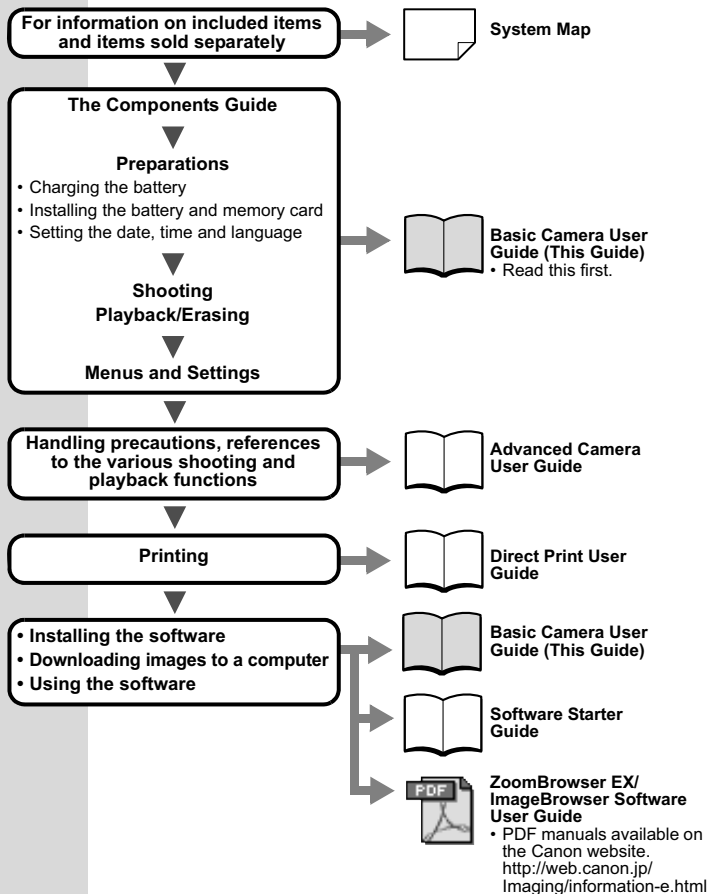 For information on included items
and items sold separately
System Map
The Components Guide
Preparations
• Charging the battery
• Installing the battery and memory card
• Setting the date, time and language
Shooting
Playback/Erasing
Menus and Settings
Basic Camera User
Guide (This Guide)
• Read this first.
Handling precautions, references
to the various shooting and
playback functions
Advanced Camera
User Guide
Printing
Direct Print User
Guide
• Installing the software
• Downloading images to a computer
• Using the software
Basic Camera User
Guide (This Guide)
Software Starter
Guide
PDF
ZoomBrowser EX/
ImageBrowser Software
User Guide
• PDF manuals available on
the Canon website.
http://web.canon.jp/
Imaging/information-e.html